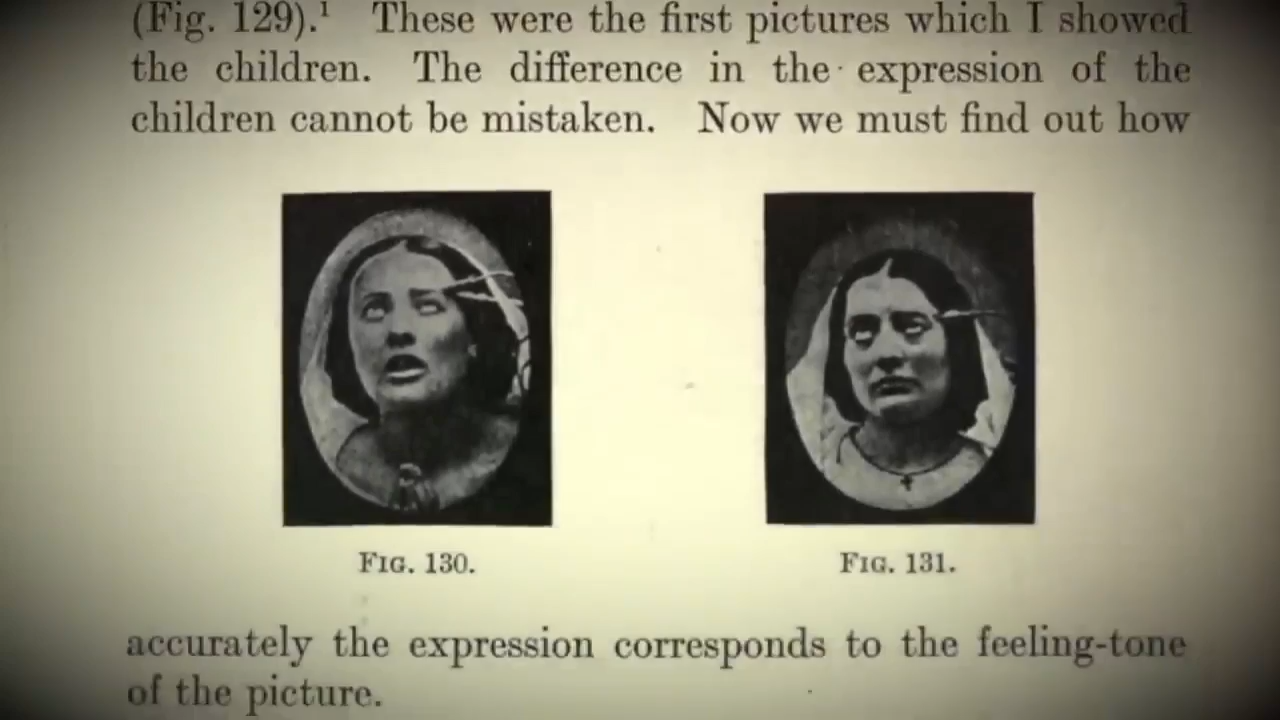 (Fig. 129).¹ These were the first pictures which I showed
the children. The difference in the expression of the
children cannot be mistaken. Now we must find out how
FIG. 130.
FIG. 131.
accurately the expression corresponds to the feeling-tone
of the picture.